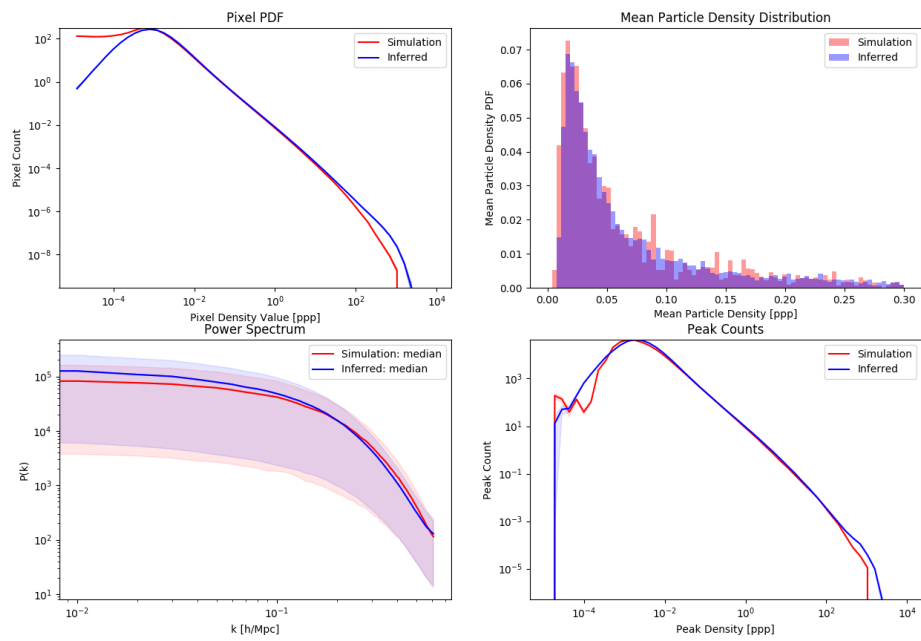 Pixel PDF
Simulation
Inferred
10^2
10^0
10^-2
10^-4
10^-6
10^-8
Pixel Count
10^-4
10^-2
10^0
10^2
10^4
Pixel Density Value [ppp]
Mean Particle Density Distribution
Simulation
Inferred
0.07
0.06
0.05
0.04
0.03
0.02
0.01
0.00
Mean Particle Density PDF
0.00
0.05
0.10
0.15
0.20
0.25
0.30
Mean Particle Density [ppp]
Power Spectrum
Simulation: median
Inferred: median
10^5
10^4
10^3
10^2
10^1
P(k)
10^-2
10^-1
k [h/Mpc]
Peak Counts
Simulation
Inferred
10^3
10^1
10^-1
10^-3
10^-5
Peak Count
10^-4
10^-2
10^0
10^2
10^4
Peak Density [ppp]